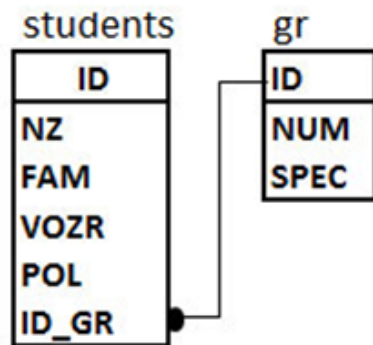 students
ID
NZ
FAM
VOZR
POL
ID_GR
gr
ID
NUM
SPEC